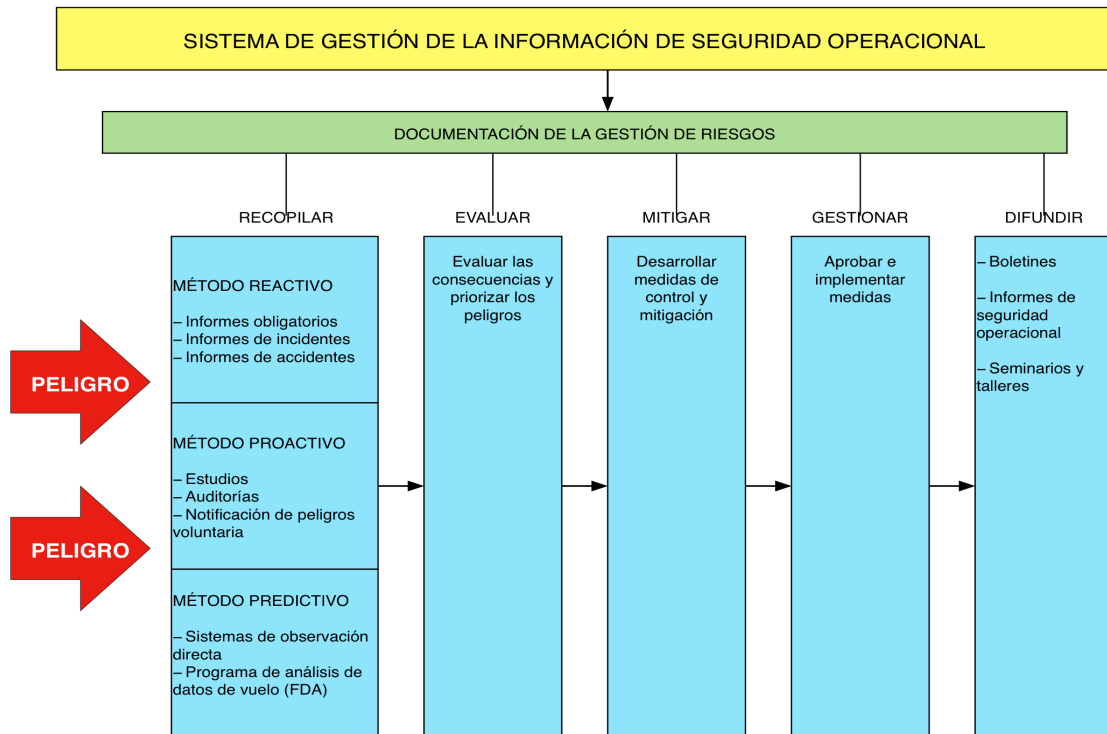 SISTEMA DE GESTIÓN DE LA INFORMACIÓN DE SEGURIDAD OPERACIONAL
DOCUMENTACIÓN DE LA GESTIÓN DE RIESGOS
RECOPILAR
EVALUAR
MITIGAR
GESTIONAR
DIFUNDIR
PELIGRO
PELIGRO
MÉTODO REACTIVO
– Informes obligatorios
– Informes de incidentes
– Informes de accidentes
MÉTODO PROACTIVO
– Estudios
– Auditorías
– Notificación de peligros
voluntaria
MÉTODO PREDICTIVO
– Sistemas de observación
directa
– Programa de análisis de
datos de vuelo (FDA)
Evaluar las
consecuencias y
priorizar los
peligros
Desarrollar
medidas de
control y
mitigación
Aprobar e
implementar
medidas
– Boletines
– Informes de
seguridad
operacional
– Seminarios y
talleres